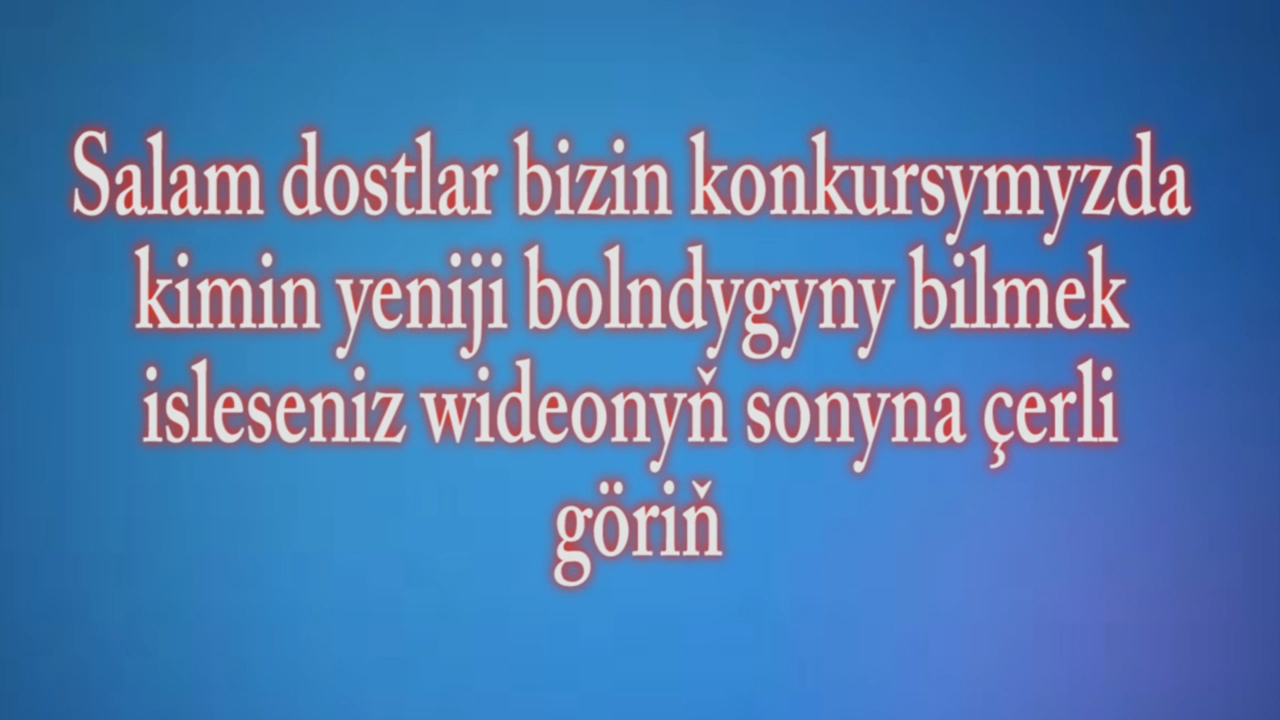 Salam dostlar bizin konkursymyzda
kimin yeniji bolndygyny bilmek
isleseniz wideonyň sonyna çerli
göriň